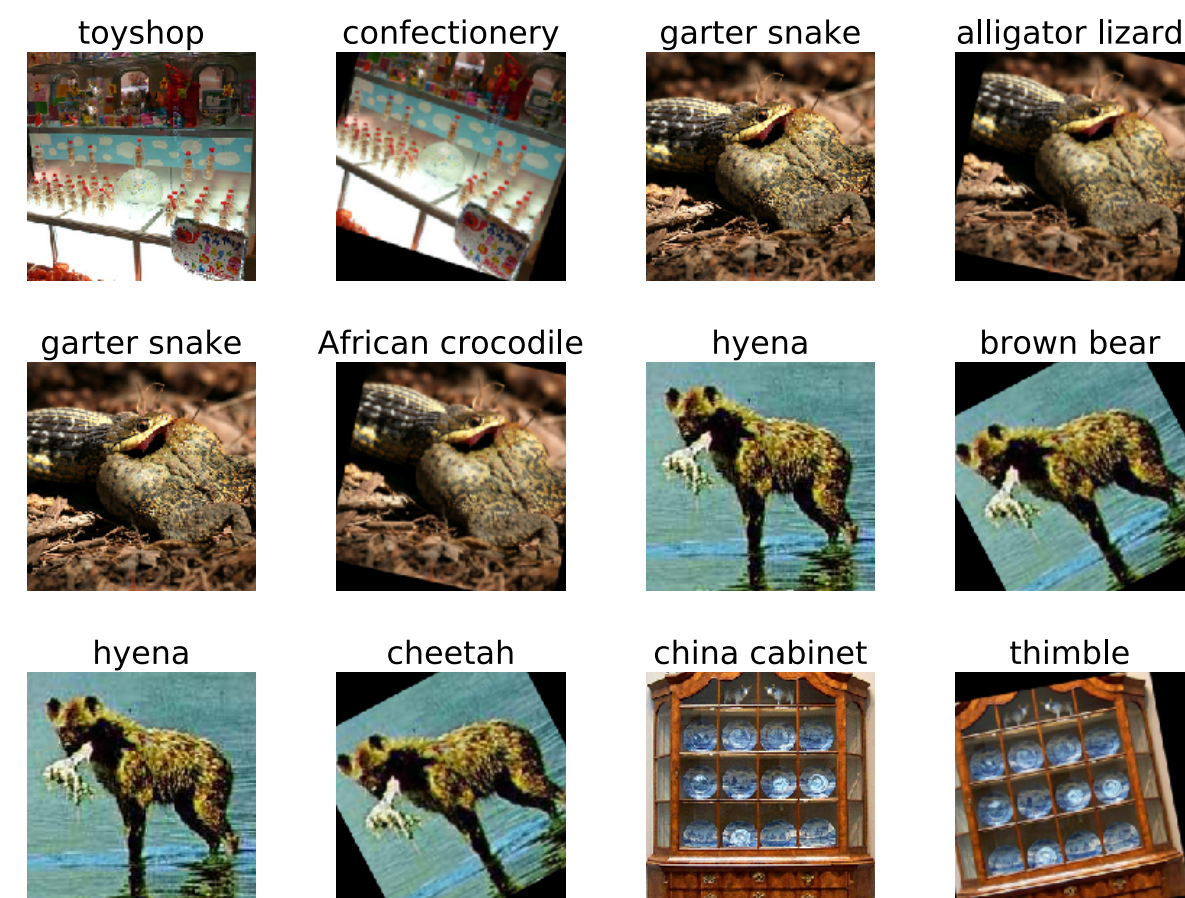 toyshop confectionery garter snake alligator lizard
garter snake African crocodile hyena brown bear
hyena cheetah china cabinet thimble